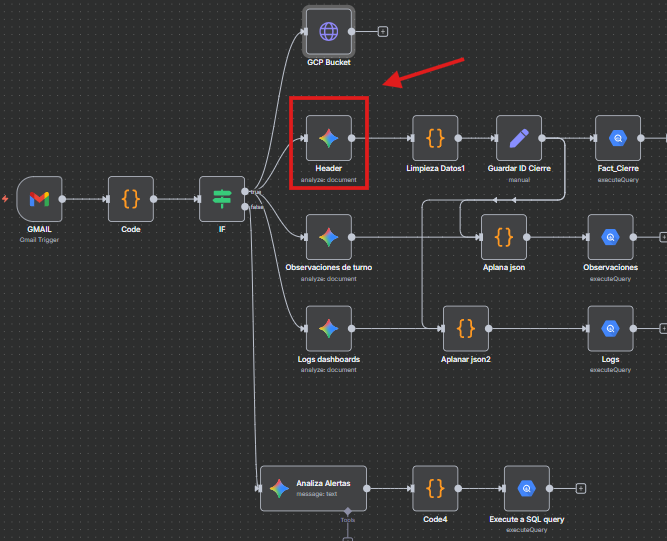 GCP Bucket
Header
analyze: document
Limpieza Datos1
Guardar ID Cierre
manual
Fact_Cierre
executeQuery
GMAIL
Gmail Trigger
Code
IF
true
false
Observaciones de turno
analyze: document
Aplana json
Observaciones
executeQuery
Logs dashboards
analyze: document
Aplanar json2
Logs
executeQuery
Analiza Alertas
message: text
Tools
Code4
Execute a SQL query
executeQuery